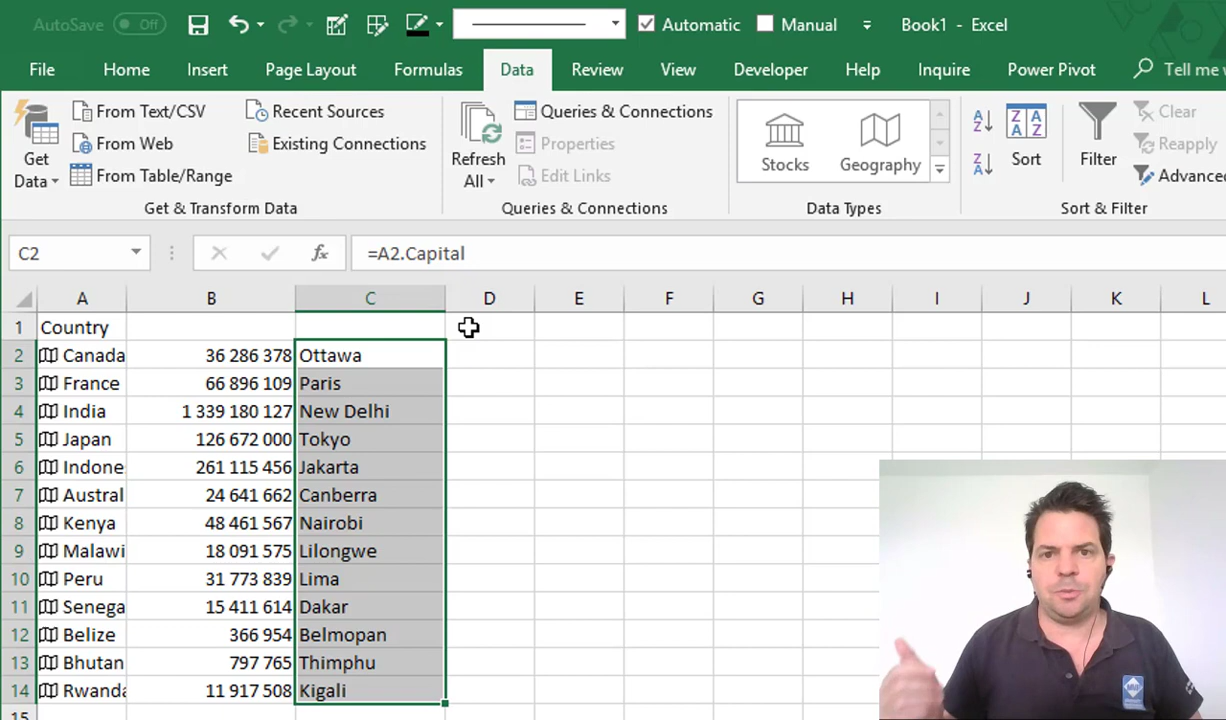 AutoSave Off Automatic Manual Book1 - Excel
File Home Insert Page Layout Formulas Data Review View Developer Help Inquire Power Pivot Tell me
Get Data
From Text/CSV
From Web
From Table/Range
Recent Sources
Existing Connections
Get & Transform Data
Refresh All
Queries & Connections
Properties
Edit Links
Queries & Connections
Stocks Geography
Data Types
Sort Filter
Clear
Reapply
Advanced
Sort & Filter
C2 fx =A2.Capital
A B C D E F G H I J K L
1 Country
2 Canada 36 286 378 Ottawa
3 France 66 896 109 Paris
4 India 1 339 180 127 New Delhi
5 Japan 126 672 000 Tokyo
6 Indone 261 115 456 Jakarta
7 Austral 24 641 662 Canberra
8 Kenya 48 461 567 Nairobi
9 Malawi 18 091 575 Lilongwe
10 Peru 31 773 839 Lima
11 Senega 15 411 614 Dakar
12 Belize 366 954 Belmopan
13 Bhutan 797 765 Thimphu
14 Rwanda 11 917 508 Kigali
15